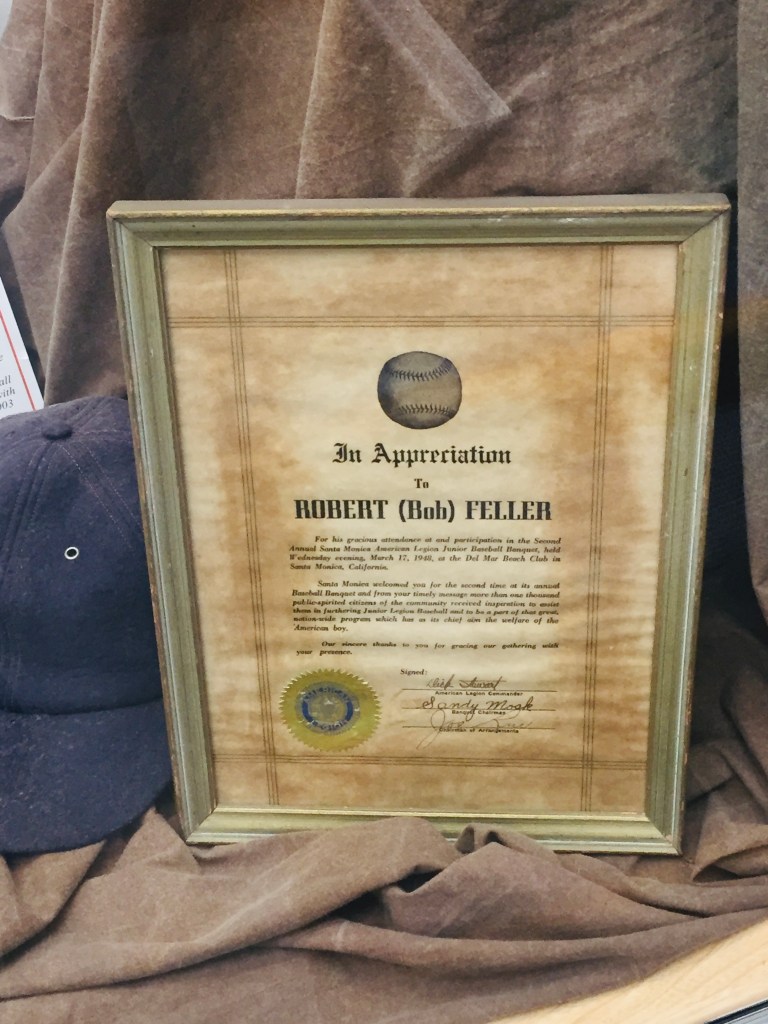 In Appreciation
To
ROBERT (Bob) FELLER
For his gracious attendance at and participation in the Second
Annual Santa Monica American Legion Junior Baseball Banquet, held
Wednesday evening, March 17, 1948, at the Del Mar Beach Club in
Santa Monica, California.
Santa Monica welcomed you for the second time at its annual
Baseball Banquet and from your timely message more than one thousand
public-spirited citizens of the community received inspiration to assist
them in furthering Junior Legion Baseball and to be a part of that great,
nation-wide program which has as its chief aim the welfare of the
American boy.
Our sincere thanks to you for gracing our gathering with
your presence.
Signed:
American Legion Commander
Sandy Mock
Banquet Chairman
Chairman of Arrangements
AMERICAN
LEGION
all
with
003